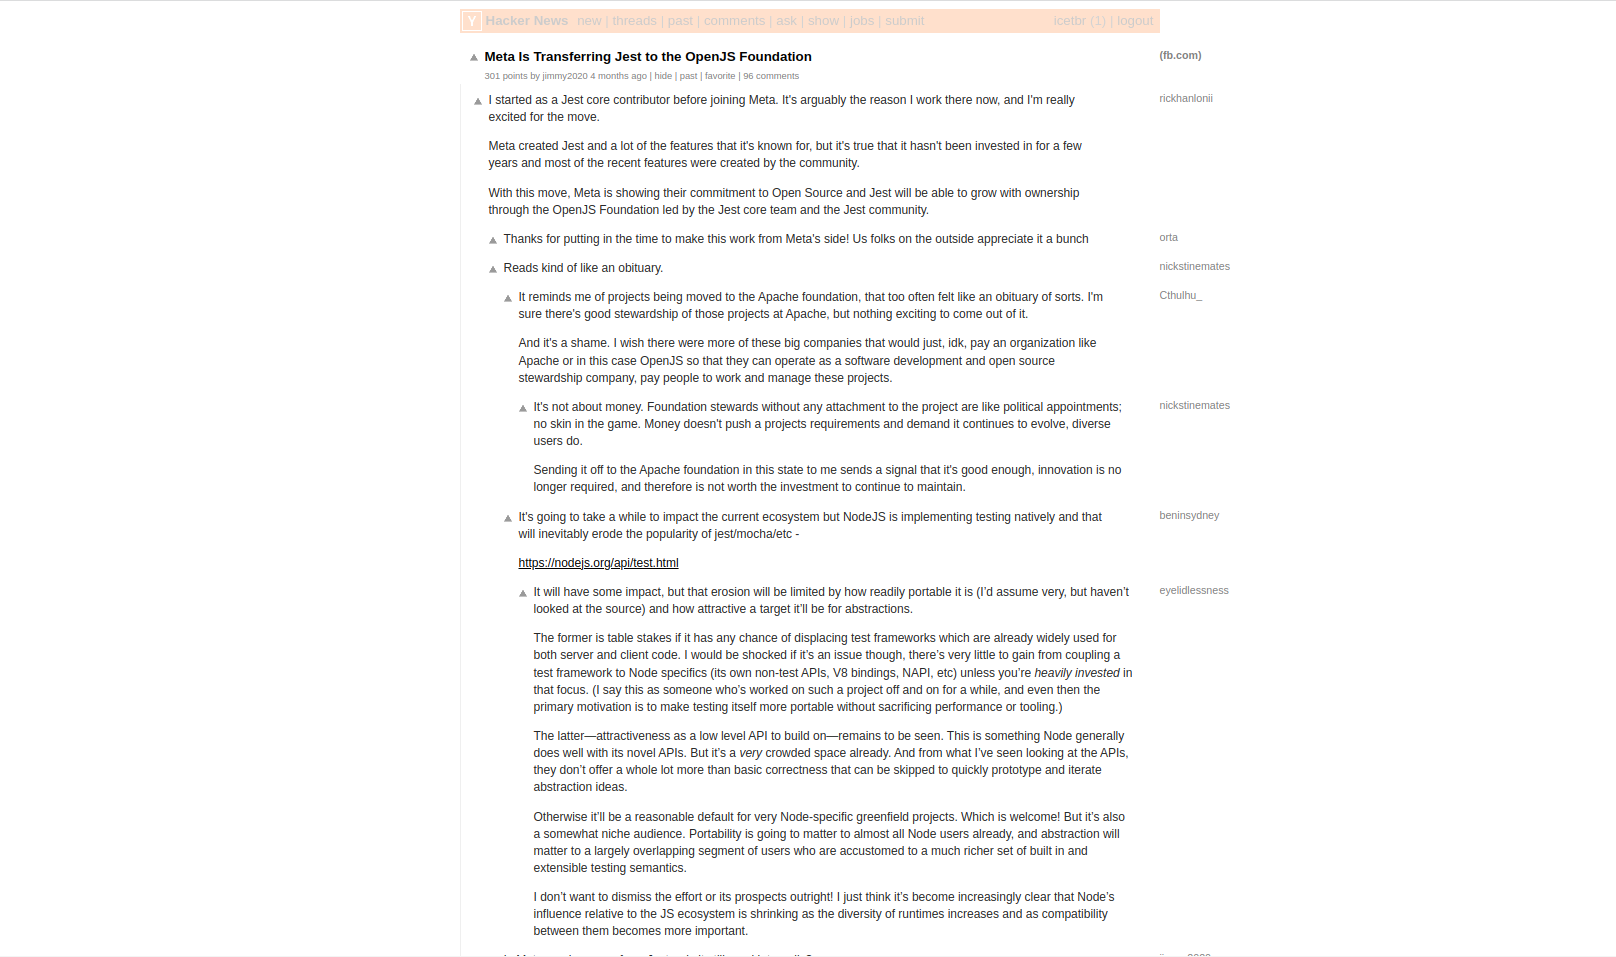 Y Hacker News new | threads | past | comments | ask | show | jobs | submit icetbr (1) | logout
Meta Is Transferring Jest to the OpenJS Foundation (fb.com)
301 points by jimmy2020 4 months ago | hide | past | favorite | 96 comments
I started as a Jest core contributor before joining Meta. It's arguably the reason I work there now, and I'm really rickhanlonii
excited for the move.
Meta created Jest and a lot of the features that it's known for, but it's true that it hasn't been invested in for a few
years and most of the recent features were created by the community.
With this move, Meta is showing their commitment to Open Source and Jest will be able to grow with ownership
through the OpenJS Foundation led by the Jest core team and the Jest community.
Thanks for putting in the time to make this work from Meta's side! Us folks on the outside appreciate it a bunch orta
Reads kind of like an obituary. nickstinemates
It reminds me of projects being moved to the Apache foundation, that too often felt like an obituary of sorts. I'm Cthulhu_
sure there's good stewardship of those projects at Apache, but nothing exciting to come out of it.
And it's a shame. I wish there were more of these big companies that would just, idk, pay an organization like
Apache or in this case OpenJS so that they can operate as a software development and open source
stewardship company, pay people to work and manage these projects.
It's not about money. Foundation stewards without any attachment to the project are like political appointments; nickstinemates
no skin in the game. Money doesn't push a projects requirements and demand it continues to evolve, diverse
users do.
Sending it off to the Apache foundation in this state to me sends a signal that it's good enough, innovation is no
longer required, and therefore is not worth the investment to continue to maintain.
It's going to take a while to impact the current ecosystem but NodeJS is implementing testing natively and that beninsydney
will inevitably erode the popularity of jest/mocha/etc -
https://nodejs.org/api/test.html
It will have some impact, but that erosion will be limited by how readily portable it is (I’d assume very, but haven’t eyelidlessness
looked at the source) and how attractive a target it’ll be for abstractions.
The former is table stakes if it has any chance of displacing test frameworks which are already widely used for
both server and client code. I would be shocked if it’s an issue though, there’s very little to gain from coupling a
test framework to Node specifics (its own non-test APIs, V8 bindings, NAPI, etc) unless you’re heavily invested in
that focus. (I say this as someone who’s worked on such a project off and on for a while, and even then the
primary motivation is to make testing itself more portable without sacrificing performance or tooling.)
The latter—attractiveness as a low level API to build on—remains to be seen. This is something Node generally
does well with its novel APIs. But it’s a very crowded space already. And from what I’ve seen looking at the APIs,
they don’t offer a whole lot more than basic correctness that can be skipped to quickly prototype and iterate
abstraction ideas.
Otherwise it’ll be a reasonable default for very Node-specific greenfield projects. Which is welcome! But it’s also
a somewhat niche audience. Portability is going to matter to almost all Node users already, and abstraction will
matter to a largely overlapping segment of users who are accustomed to a much richer set of built in and
extensible testing semantics.
I don’t want to dismiss the effort or its prospects outright! I just think it’s become increasingly clear that Node’s
influence relative to the JS ecosystem is shrinking as the diversity of runtimes increases and as compatibility
between them becomes more important.